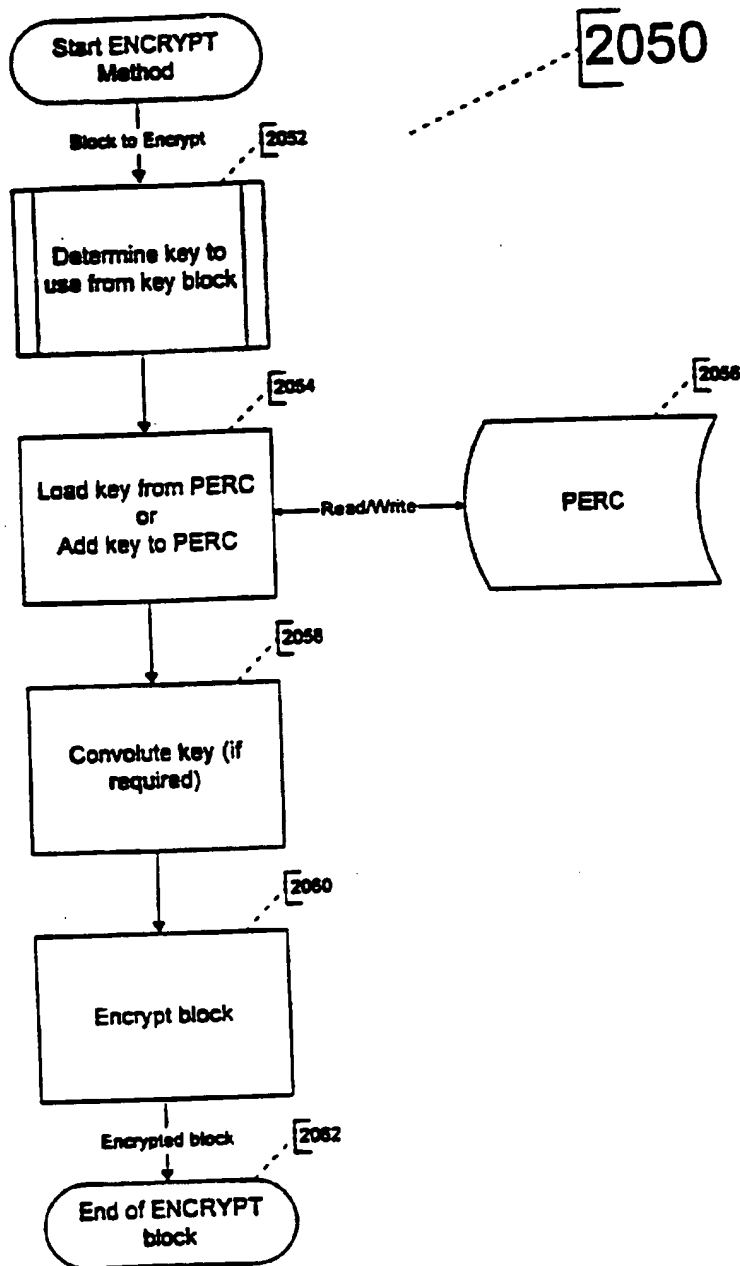 Start ENCRYPT
Method
2050
Block to Encrypt
2052
Determine key to
use from key block
2054
2056
Load key from PERC
or
Add key to PERC
Read/Write
PERC
2058
Convolute key (if
required)
2060
Encrypt block
Encrypted block
2062
End of ENCRYPT
block